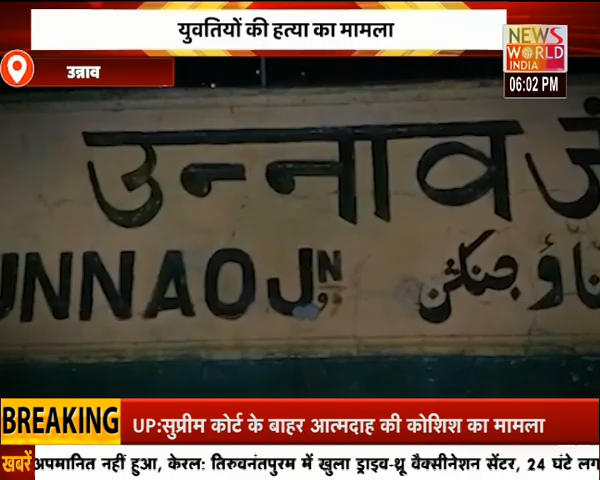 युवतियों की हत्या का मामला
NEWS
WORLD
INDIA
06:02 PM
उन्नाव
उन्नाव
UNNAO JN
جنکشن
BREAKING
UP:सुप्रीम कोर्ट के बाहर आत्मदाह की कोशिश का मामला
खबरें
अपमानित नहीं हुआ, केरल: तिरुवनंतपुरम में खुला ड्राइव-थ्रू वैक्सीनेशन सेंटर, 24 घंटे